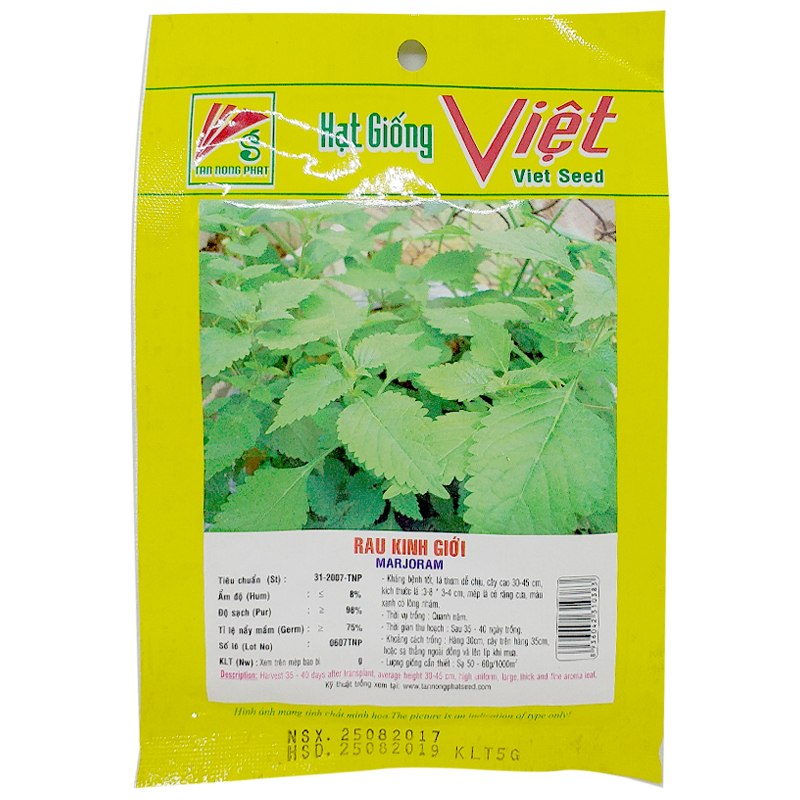 TAN NONG PHAT
Hạt Giống Việt
Viet Seed
RAU KINH GIỚI
MARJORAM
Tiêu chuẩn (St) : 31-2007-TNP
Ẩm độ (Hum) : ≤ 8%
Độ sạch (Pur) : ≥ 98%
Tỉ lệ nẩy mầm (Germ) : ≥ 75%
Số lô (Lot No) : 0607TNP
KLT (Nw) : Xem trên mép bao bì g
- Kháng bệnh tốt, lá thơm dễ chịu, cây cao 30-45 cm,
kích thước lá :3-8 * 3-4 cm, mép lá có răng cưa, màu
xanh có lông nhám.
- Thời vụ trồng : Quanh năm.
- Thời gian thu hoạch : Sau 35 - 40 ngày trồng.
- Khoảng cách trồng : Hàng 30cm, cây trên hàng 35cm,
hoặc sạ thẳng ngoài đồng và lên líp khi mưa.
- Lượng giống cần thiết : Sạ 50 - 60g/1000m²
Description: Harvest 35 - 40 days after transplant, average height 30-45 cm, high uniform, large, thick and fine aroma leaf.
Kỹ thuật trồng xem tại: www.tannongphatseed.com
Hình ảnh mang tính chất minh họa The picture is an indication of type only!
NSX. 25082017
HSD. 25082019 KLT5G